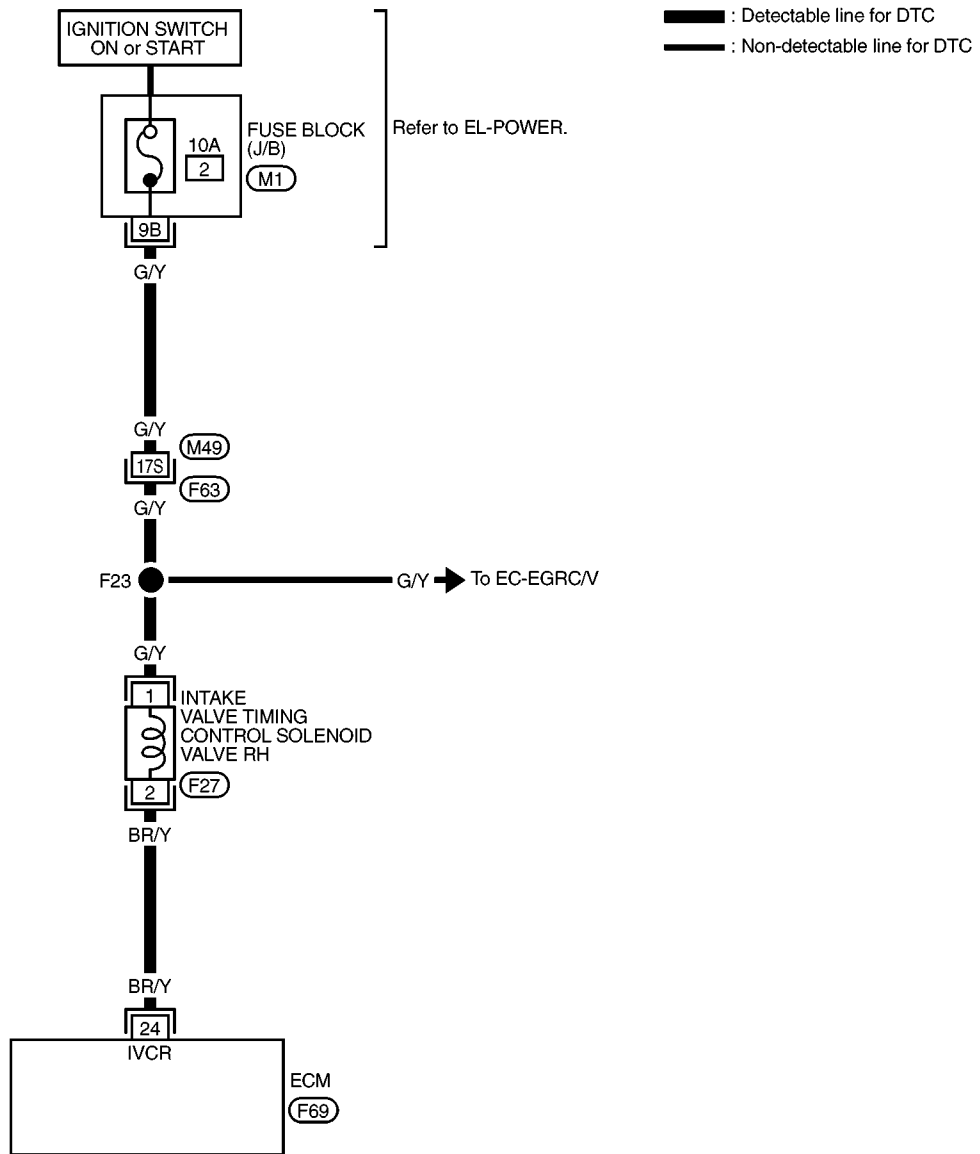 IGNITION SWITCH
ON or START
: Detectable line for DTC
: Non-detectable line for DTC
10A
2
FUSE BLOCK
(J/B)
M1
Refer to EL-POWER.
9B
G/Y
G/Y
M49
17S
F63
G/Y
F23
G/Y
To EC-EGRC/V
G/Y
1
INTAKE
VALVE TIMING
CONTROL SOLENOID
VALVE RH
2
F27
BR/Y
BR/Y
24
IVCR
ECM
F69